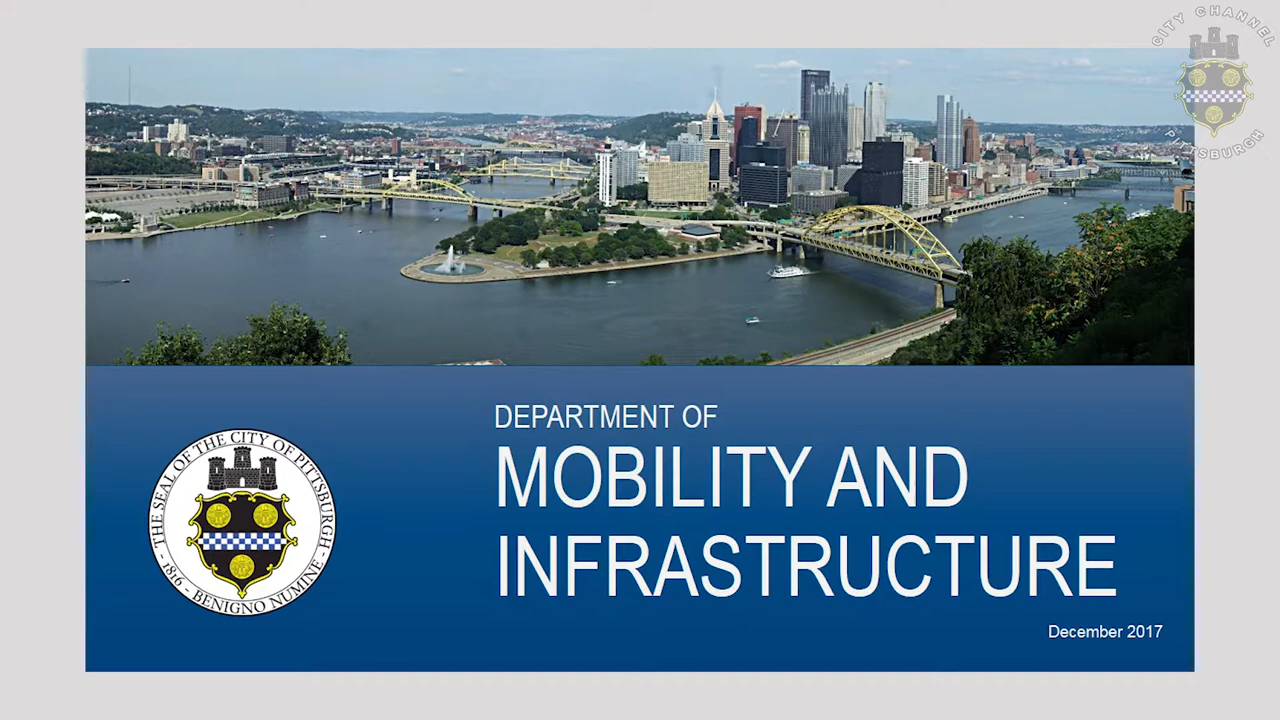 CITY CHANNEL
PITTSBURGH
DEPARTMENT OF
MOBILITY AND
INFRASTRUCTURE
THE SEAL OF THE CITY OF PITTSBURGH
- 1816 - BENIGNO NUMINE -
December 2017